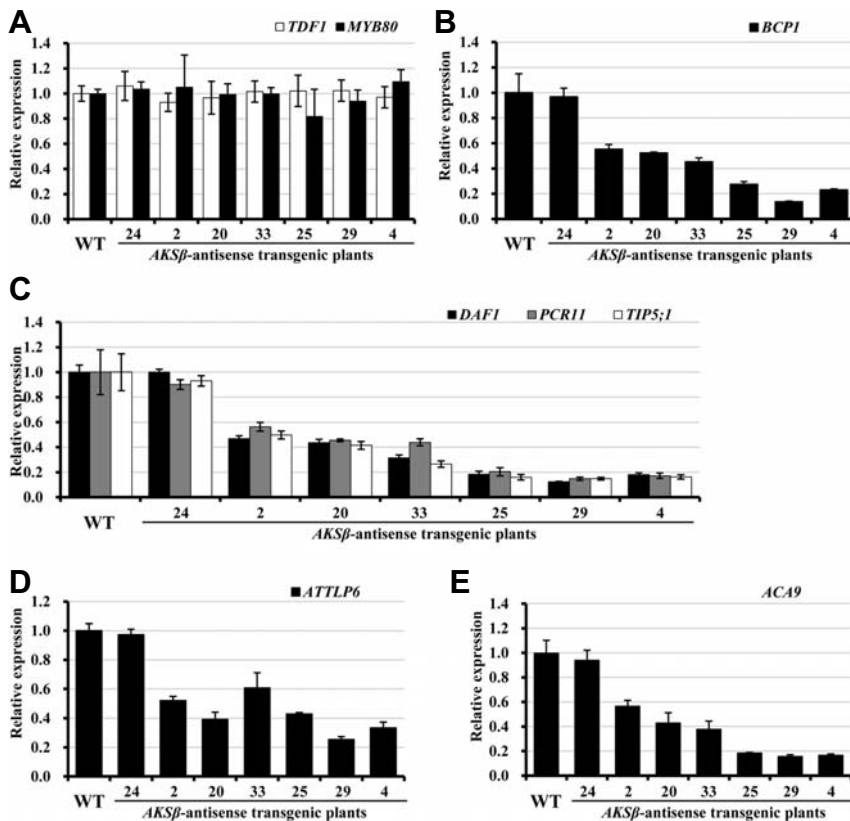 A
TDF1 MYB80
Relative expression
1.4
1.2
1.0
0.8
0.6
0.4
0.2
0.0
WT 24 2 20 33 25 29 4
AKSβ-antisense transgenic plants
B
BCP1
Relative expression
1.4
1.2
1.0
0.8
0.6
0.4
0.2
0.0
WT 24 2 20 33 25 29 4
AKSβ-antisense transgenic plants
C
DAF1 PCR11 TIP5;1
Relative expression
1.4
1.2
1.0
0.8
0.6
0.4
0.2
0.0
WT 24 2 20 33 25 29 4
AKSβ-antisense transgenic plants
D
ATTLP6
Relative expression
1.2
1.0
0.8
0.6
0.4
0.2
0.0
WT 24 2 20 33 25 29 4
AKSβ-antisense transgenic plants
E
ACA9
Relative expression
1.4
1.2
1.0
0.8
0.6
0.4
0.2
0.0
WT 24 2 20 33 25 29 4
AKSβ-antisense transgenic plants